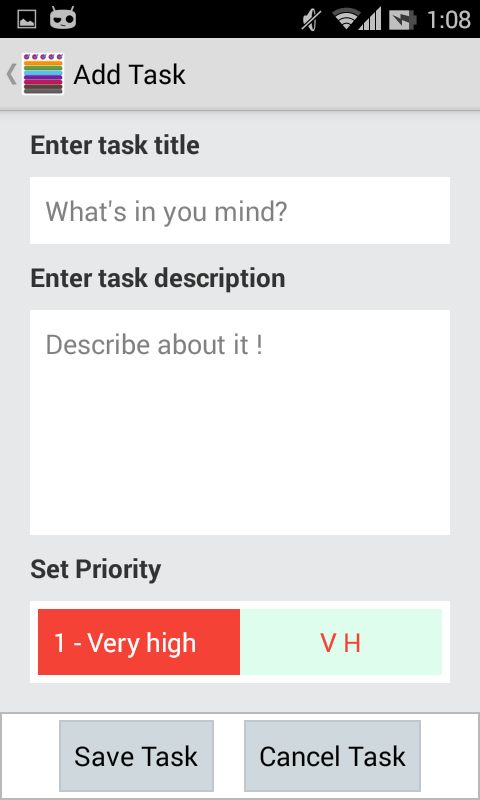 1:08
Add Task
Enter task title
What's in you mind?
Enter task description
Describe about it !
Set Priority
1 - Very high
V H
Save Task
Cancel Task